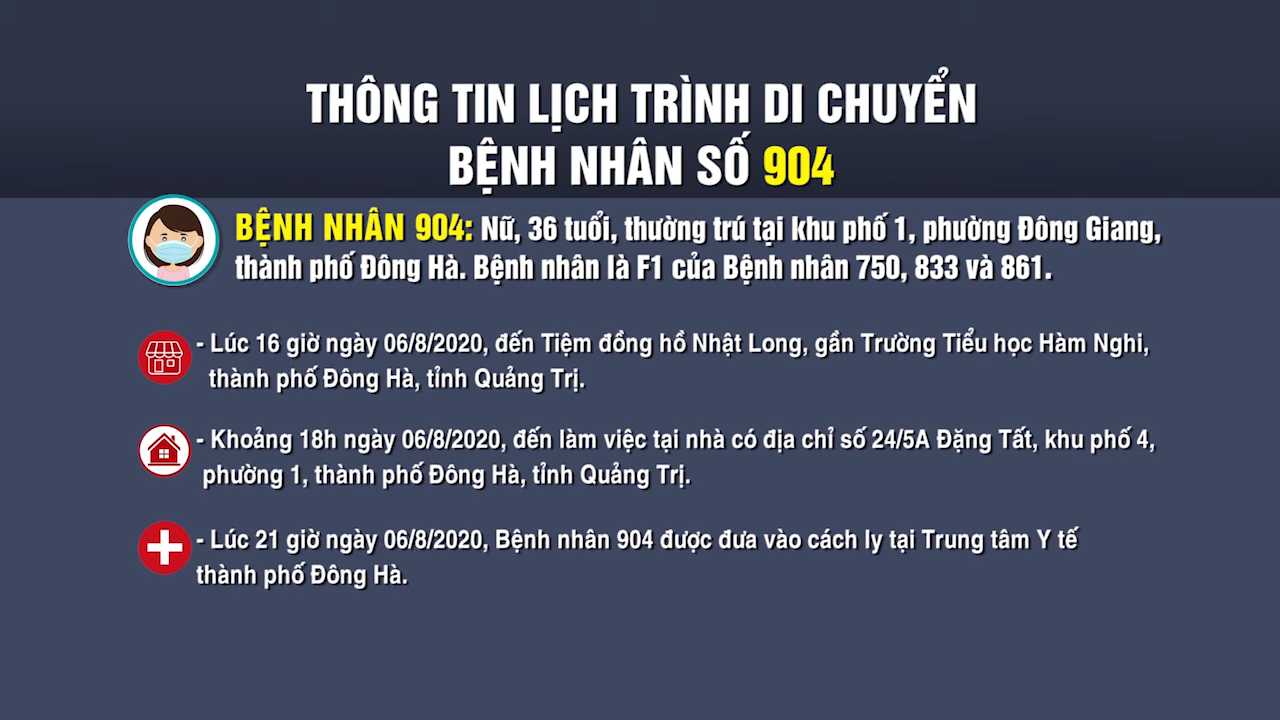 THÔNG TIN LỊCH TRÌNH DI CHUYỂN
BỆNH NHÂN SỐ 904
BỆNH NHÂN 904: Nữ, 36 tuổi, thường trú tại khu phố 1, phường Đông Giang,
thành phố Đông Hà. Bệnh nhân là F1 của Bệnh nhân 750, 833 và 861.
- Lúc 16 giờ ngày 06/8/2020, đến Tiệm đồng hồ Nhật Long, gần Trường Tiểu học Hàm Nghi,
thành phố Đông Hà, tỉnh Quảng Trị.
- Khoảng 18h ngày 06/8/2020, đến làm việc tại nhà có địa chỉ số 24/5A Đặng Tất, khu phố 4,
phường 1, thành phố Đông Hà, tỉnh Quảng Trị.
- Lúc 21 giờ ngày 06/8/2020, Bệnh nhân 904 được đưa vào cách ly tại Trung tâm Y tế
thành phố Đông Hà.